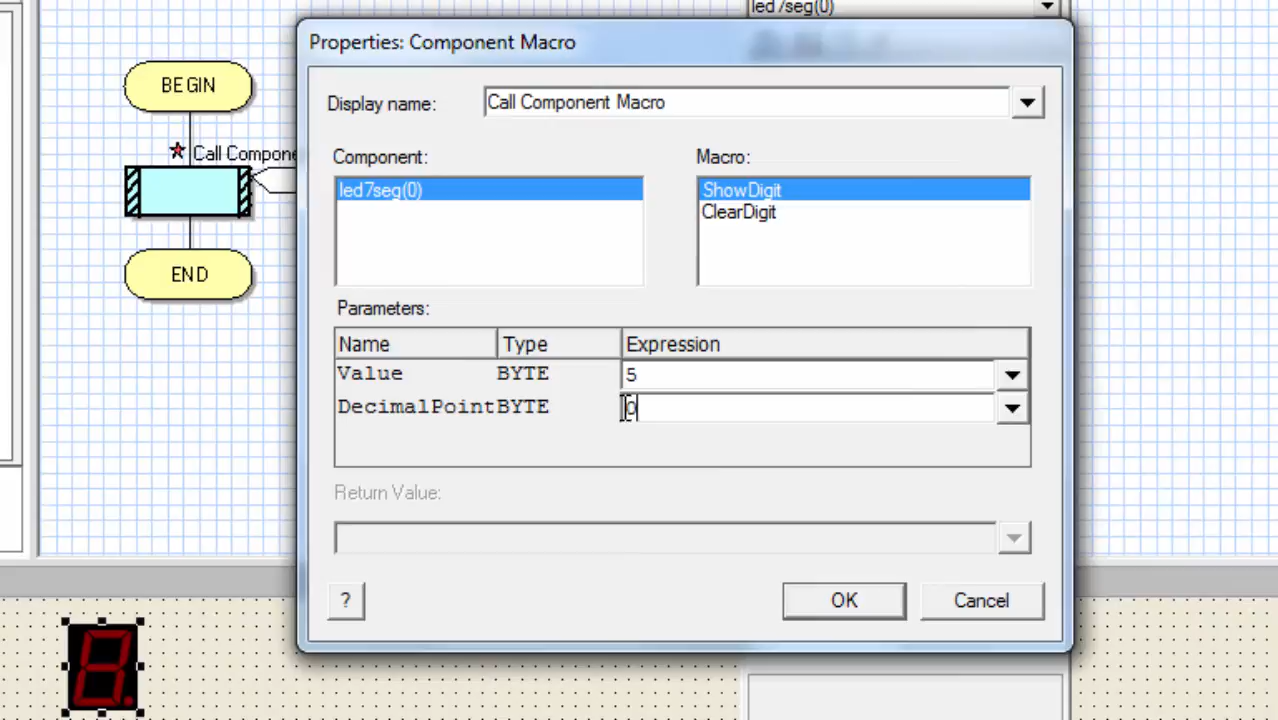 led7seg(0)
Properties: Component Macro
BEGIN
Display name:
Call Component Macro
Call Compone
Component:
Macro:
led7seg(0)
ShowDigit
ClearDigit
END
Parameters:
Name Type Expression
Value BYTE 5
DecimalPoint BYTE 0
Return Value:
? OK Cancel
8.